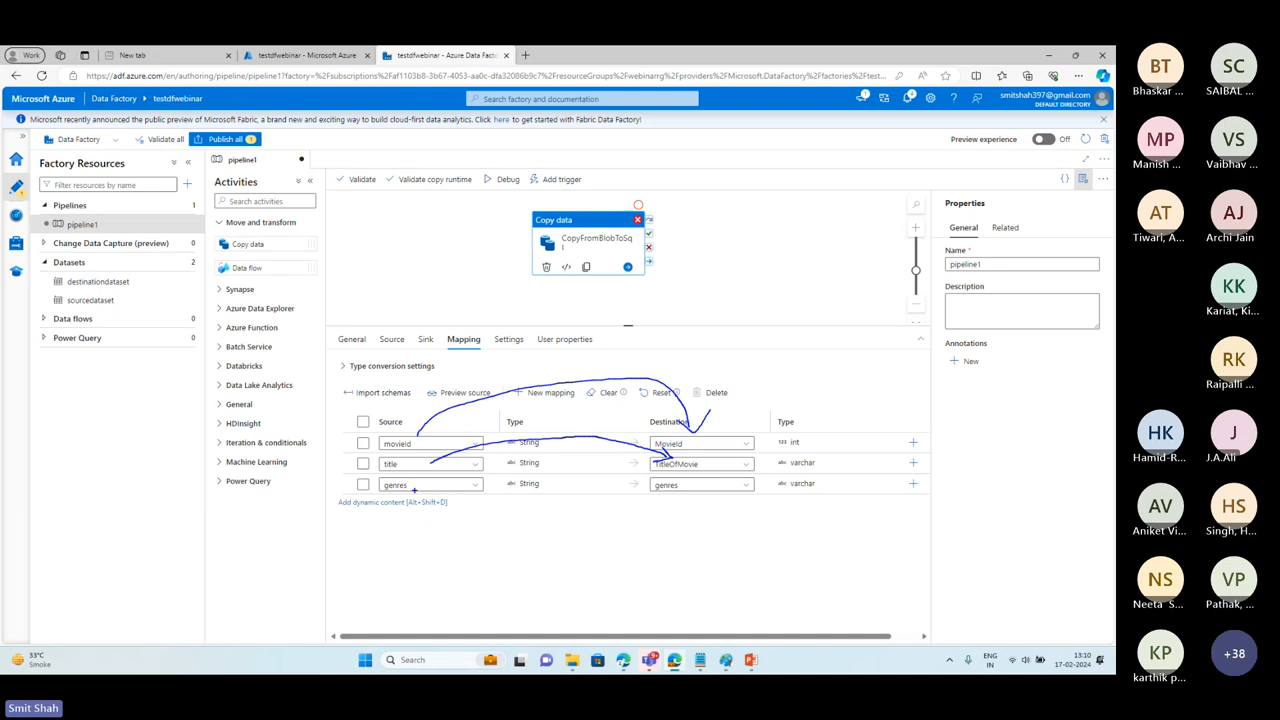 Work
New tab
testdfwebinar - Microsoft Azure
testdfwebinar - Azure Data Facto
https://adf.azure.com/en/authoring/pipeline/pipeline1?factory=%2Fsubscriptions%2Ff1103b8-3b67-4053-aa0c-dfa32086b9c7%2FresourceGroups%2Fwebinarrg%2Fproviders%2FMicrosoft.DataFactory%2Ffactories%2Ftest...
Microsoft Azure
Data Factory
testdfwebinar
Search factory and documentation
1
4
smitshah397@gmail.com
DEFAULT DIRECTORY
Microsoft recently announced the public preview of Microsoft Fabric, a brand new and exciting way to build cloud-first data analytics. Click here to get started with Fabric Data Factory!
Data Factory
Validate all
Publish all
1
Preview experience
Off
Factory Resources
Filter resources by name
Pipelines
1
pipeline1
Change Data Capture (preview)
0
Datasets
2
destinationdataset
sourcedataset
Data flows
0
Power Query
0
pipeline1
Activities
Search activities
Move and transform
Copy data
Data flow
Synapse
Azure Data Explorer
Azure Function
Batch Service
Databricks
Data Lake Analytics
General
HDInsight
Iteration & conditionals
Machine Learning
Power Query
Validate
Validate copy runtime
Debug
Add trigger
Copy data
CopyFromBlobToSq
l
General
Source
Sink
Mapping
Settings
User properties
Type conversion settings
Import schemas
Preview source
New mapping
Clear
Reset
Delete
Source
Type
Destination
Type
movieId
String
MovieId
int
title
String
TitleOfMovie
varchar
genres
String
genres
varchar
Add dynamic content [Alt+Shift+D]
Properties
General
Related
Name *
pipeline1
Description
Annotations
New
33°C
Smoke
Search
ENG
IN
13:10
17-02-2024
BT
Bhaskar ...
SC
SAIBAL ...
MP
Manish ...
VS
Vaibhav ...
AT
Tiwari, A...
AJ
Archi Jain
KK
Kariat, Ki...
RK
Raipalli ...
HK
Hamid-R...
J
J.A.Ali
AV
Aniket Vi...
HS
Singh, H...
NS
Neeta S...
VP
Pathak, ...
KP
karthik p...
+38
Smit Shah